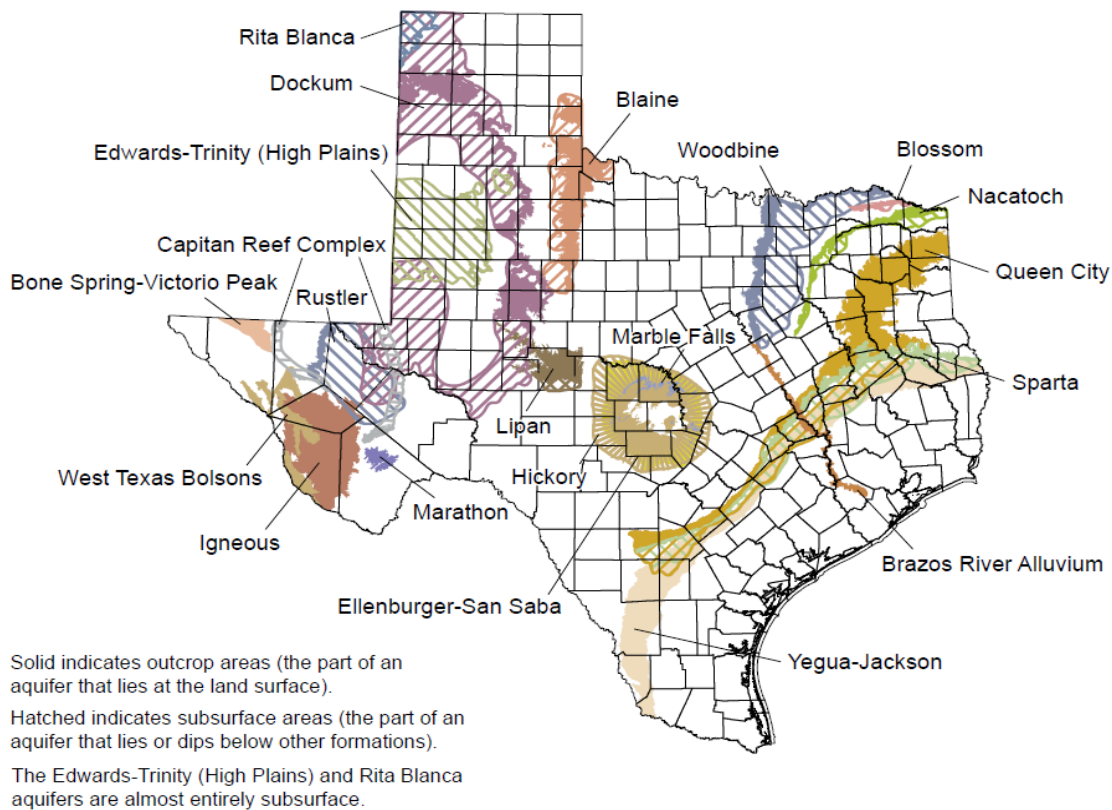 Rita Blanca
Dockum
Blaine
Edwards-Trinity (High Plains)
Woodbine
Blossom
Nacatoch
Capitan Reef Complex
Queen City
Bone Spring-Victorio Peak
Rustler
Marble Falls
Sparta
Lipan
West Texas Bolsons
Hickory
Marathon
Igneous
Brazos River Alluvium
Ellenburger-San Saba
Yegua-Jackson
Solid indicates outcrop areas (the part of an
aquifer that lies at the land surface).
Hatched indicates subsurface areas (the part of an
aquifer that lies or dips below other formations).
The Edwards-Trinity (High Plains) and Rita Blanca
aquifers are almost entirely subsurface.